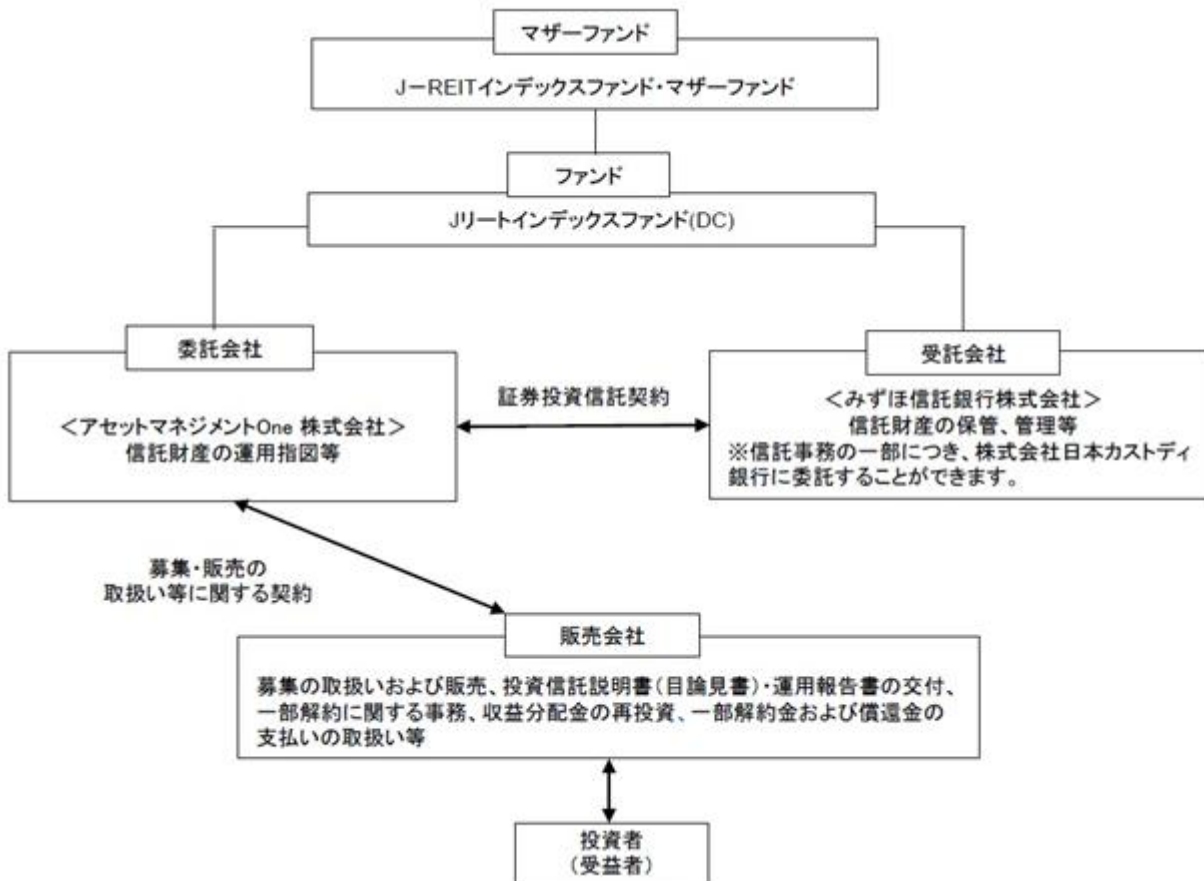 マザーファンド
J－REITインデックスファンド・マザーファンド
ファンド
Jリートインデックスファンド(DC)
委託会社
＜アセットマネジメントOne 株式会社＞
信託財産の運用指図等
証券投資信託契約
受託会社
＜みずほ信託銀行株式会社＞
信託財産の保管、管理等
※信託事務の一部につき、株式会社日本カストディ
銀行に委託することができます。
募集・販売の
取扱い等に関する契約
販売会社
募集の取扱いおよび販売、投資信託説明書（目論見書）・運用報告書の交付、
一部解約に関する事務、収益分配金の再投資、一部解約金および償還金の
支払いの取扱い等
投資者
（受益者）